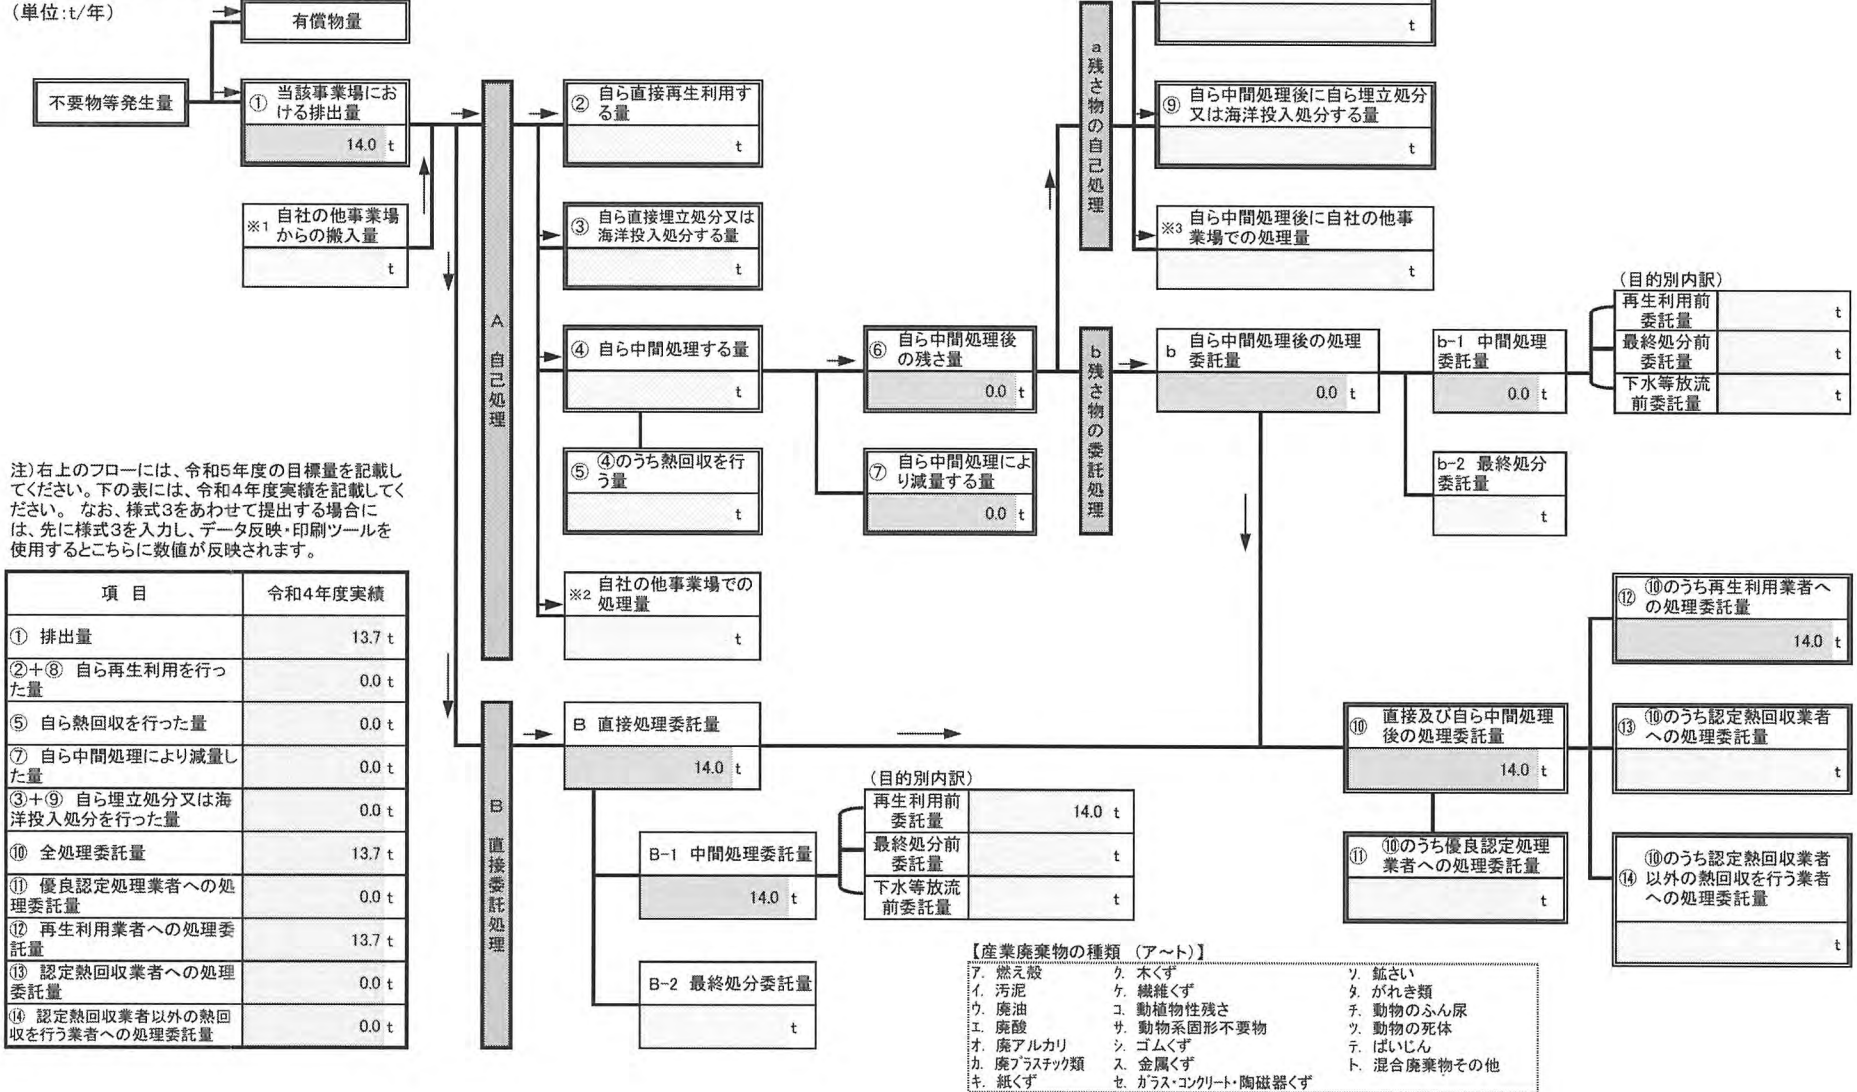 (単位:t/年)
有償物量
t
不要物等発生量
① 当該事業場にお
ける排出量
14.0 t
※1 自社の他事業場
からの搬入量
t
A 自己処理
② 自ら直接再生利用す
る量
t
③ 自ら直接埋立処分又は
海洋投入処分する量
t
④ 自ら中間処理する量
t
⑤ ④のうち熱回収を行
う量
t
※2 自社の他事業場での
処理量
t
⑥ 自ら中間処理後
の残さ量
0.0 t
⑦ 自ら中間処理によ
り減量する量
0.0 t
a 残さ物の自己処理
⑨ 自ら中間処理後に自ら埋立処分
又は海洋投入処分する量
t
※3 自ら中間処理後に自社の他事
業場での処理量
t
b 残さ物の委託処理
b 自ら中間処理後の処理
委託量
0.0 t
b-1 中間処理
委託量
0.0 t
(目的別内訳)
再生利用前
委託量
t
最終処分前
委託量
t
下水等放流
前委託量
t
b-2 最終処分
委託量
t
注)右上のフローには、令和5年度の目標量を記載し
てください。下の表には、令和4年度実績を記載してく
ださい。 なお、様式3をあわせて提出する場合に
は、先に様式3を入力し、データ反映・印刷ツールを
使用するとこちらに数値が反映されます。
項 目 令和4年度実績
① 排出量 13.7 t
②+⑧ 自ら再生利用を行っ
た量 0.0 t
⑤ 自ら熱回収を行った量 0.0 t
⑦ 自ら中間処理により減量し
た量 0.0 t
③+⑨ 自ら埋立処分又は海
洋投入処分を行った量 0.0 t
⑩ 全処理委託量 13.7 t
⑪ 優良認定処理業者への処
理委託量 0.0 t
⑫ 再生利用業者への処理委
託量 13.7 t
⑬ 認定熱回収業者への処理
委託量 0.0 t
⑭ 認定熱回収業者以外の熱回
収を行う業者への処理委託量 0.0 t
B 直接委託処理
B 直接処理委託量
14.0 t
B-1 中間処理委託量
14.0 t
(目的別内訳)
再生利用前
委託量
14.0 t
最終処分前
委託量
t
下水等放流
前委託量
t
B-2 最終処分委託量
t
⑩ 直接及び自ら中間処理
後の処理委託量
14.0 t
⑪ ⑩のうち優良認定処理
業者への処理委託量
t
⑫ ⑩のうち再生利用業者へ
の処理委託量
14.0 t
⑬ ⑩のうち認定熱回収業者
への処理委託量
t
⑭ ⑩のうち認定熱回収業者
以外の熱回収を行う業者
への処理委託量
t
【産業廃棄物の種類 (ア~ト)】
ア. 燃え殻 ク. 木くず ソ. 鉱さい
イ. 汚泥 ケ. 繊維くず タ. がれき類
ウ. 廃油 コ. 動植物性残さ チ. 動物のふん尿
エ. 廃酸 サ. 動物系固形不要物 ツ. 動物の死体
オ. 廃アルカリ シ. ゴムくず テ. ばいじん
カ. 廃プラスチック類 ス. 金属くず ト. 混合廃棄物その他
キ. 紙くず セ. ガラス・コンクリート・陶磁器くず